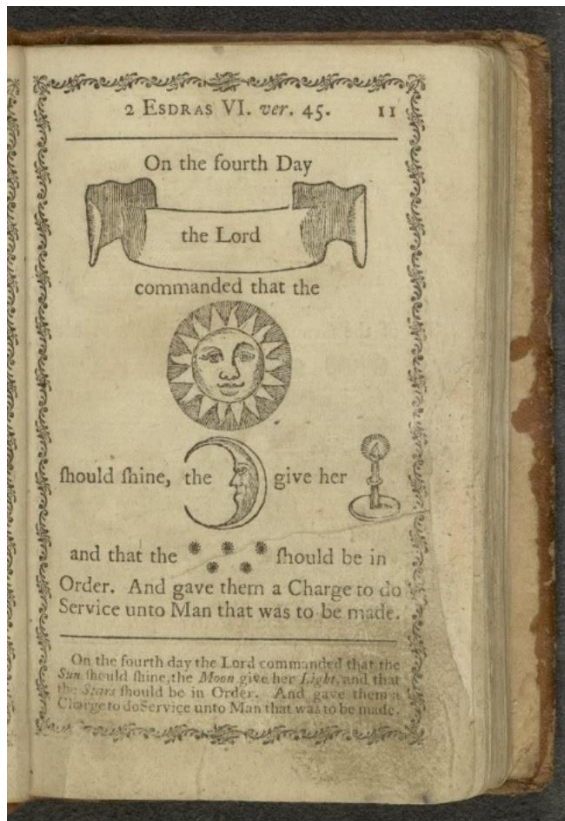 2 ESDRAS VI. ver. 45. 11
On the fourth Day
the Lord
commanded that the
ſhould ſhine, the give her
and that the ſhould be in
Order. And gave them a Charge to do
Service unto Man that was to be made.
On the fourth day the Lord commanded that the
Sun ſhould ſhine, the Moon give her Light, and that
the Stars ſhould be in Order. And gave them a
Charge to do Service unto Man that was to be made.